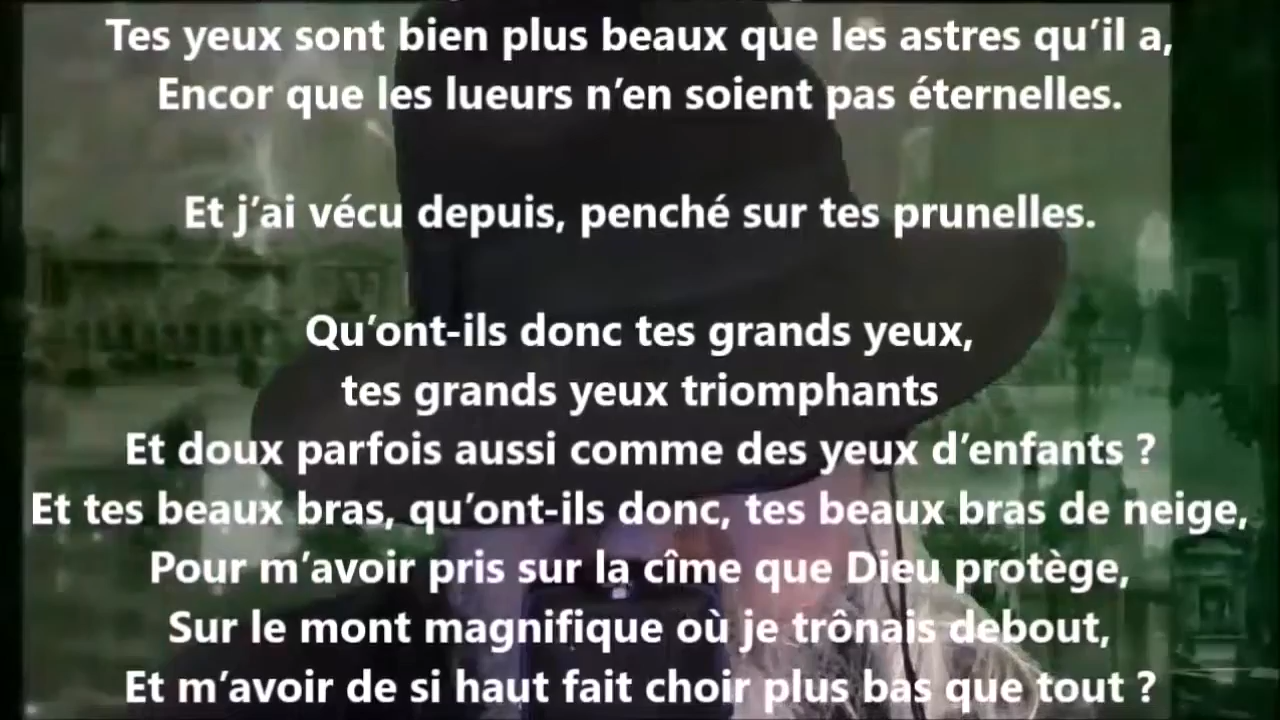 Tes yeux sont bien plus beaux que les astres qu’il a,
Encor que les lueurs n’en soient pas éternelles.
Et j’ai vécu depuis, penché sur tes prunelles.
Qu’ont-ils donc tes grands yeux,
tes grands yeux triomphants
Et doux parfois aussi comme des yeux d’enfants ?
Et tes beaux bras, qu’ont-ils donc, tes beaux bras de neige,
Pour m’avoir pris sur la cîme que Dieu protège,
Sur le mont magnifique où je trônais debout,
Et m’avoir de si haut fait choir plus bas que tout ?